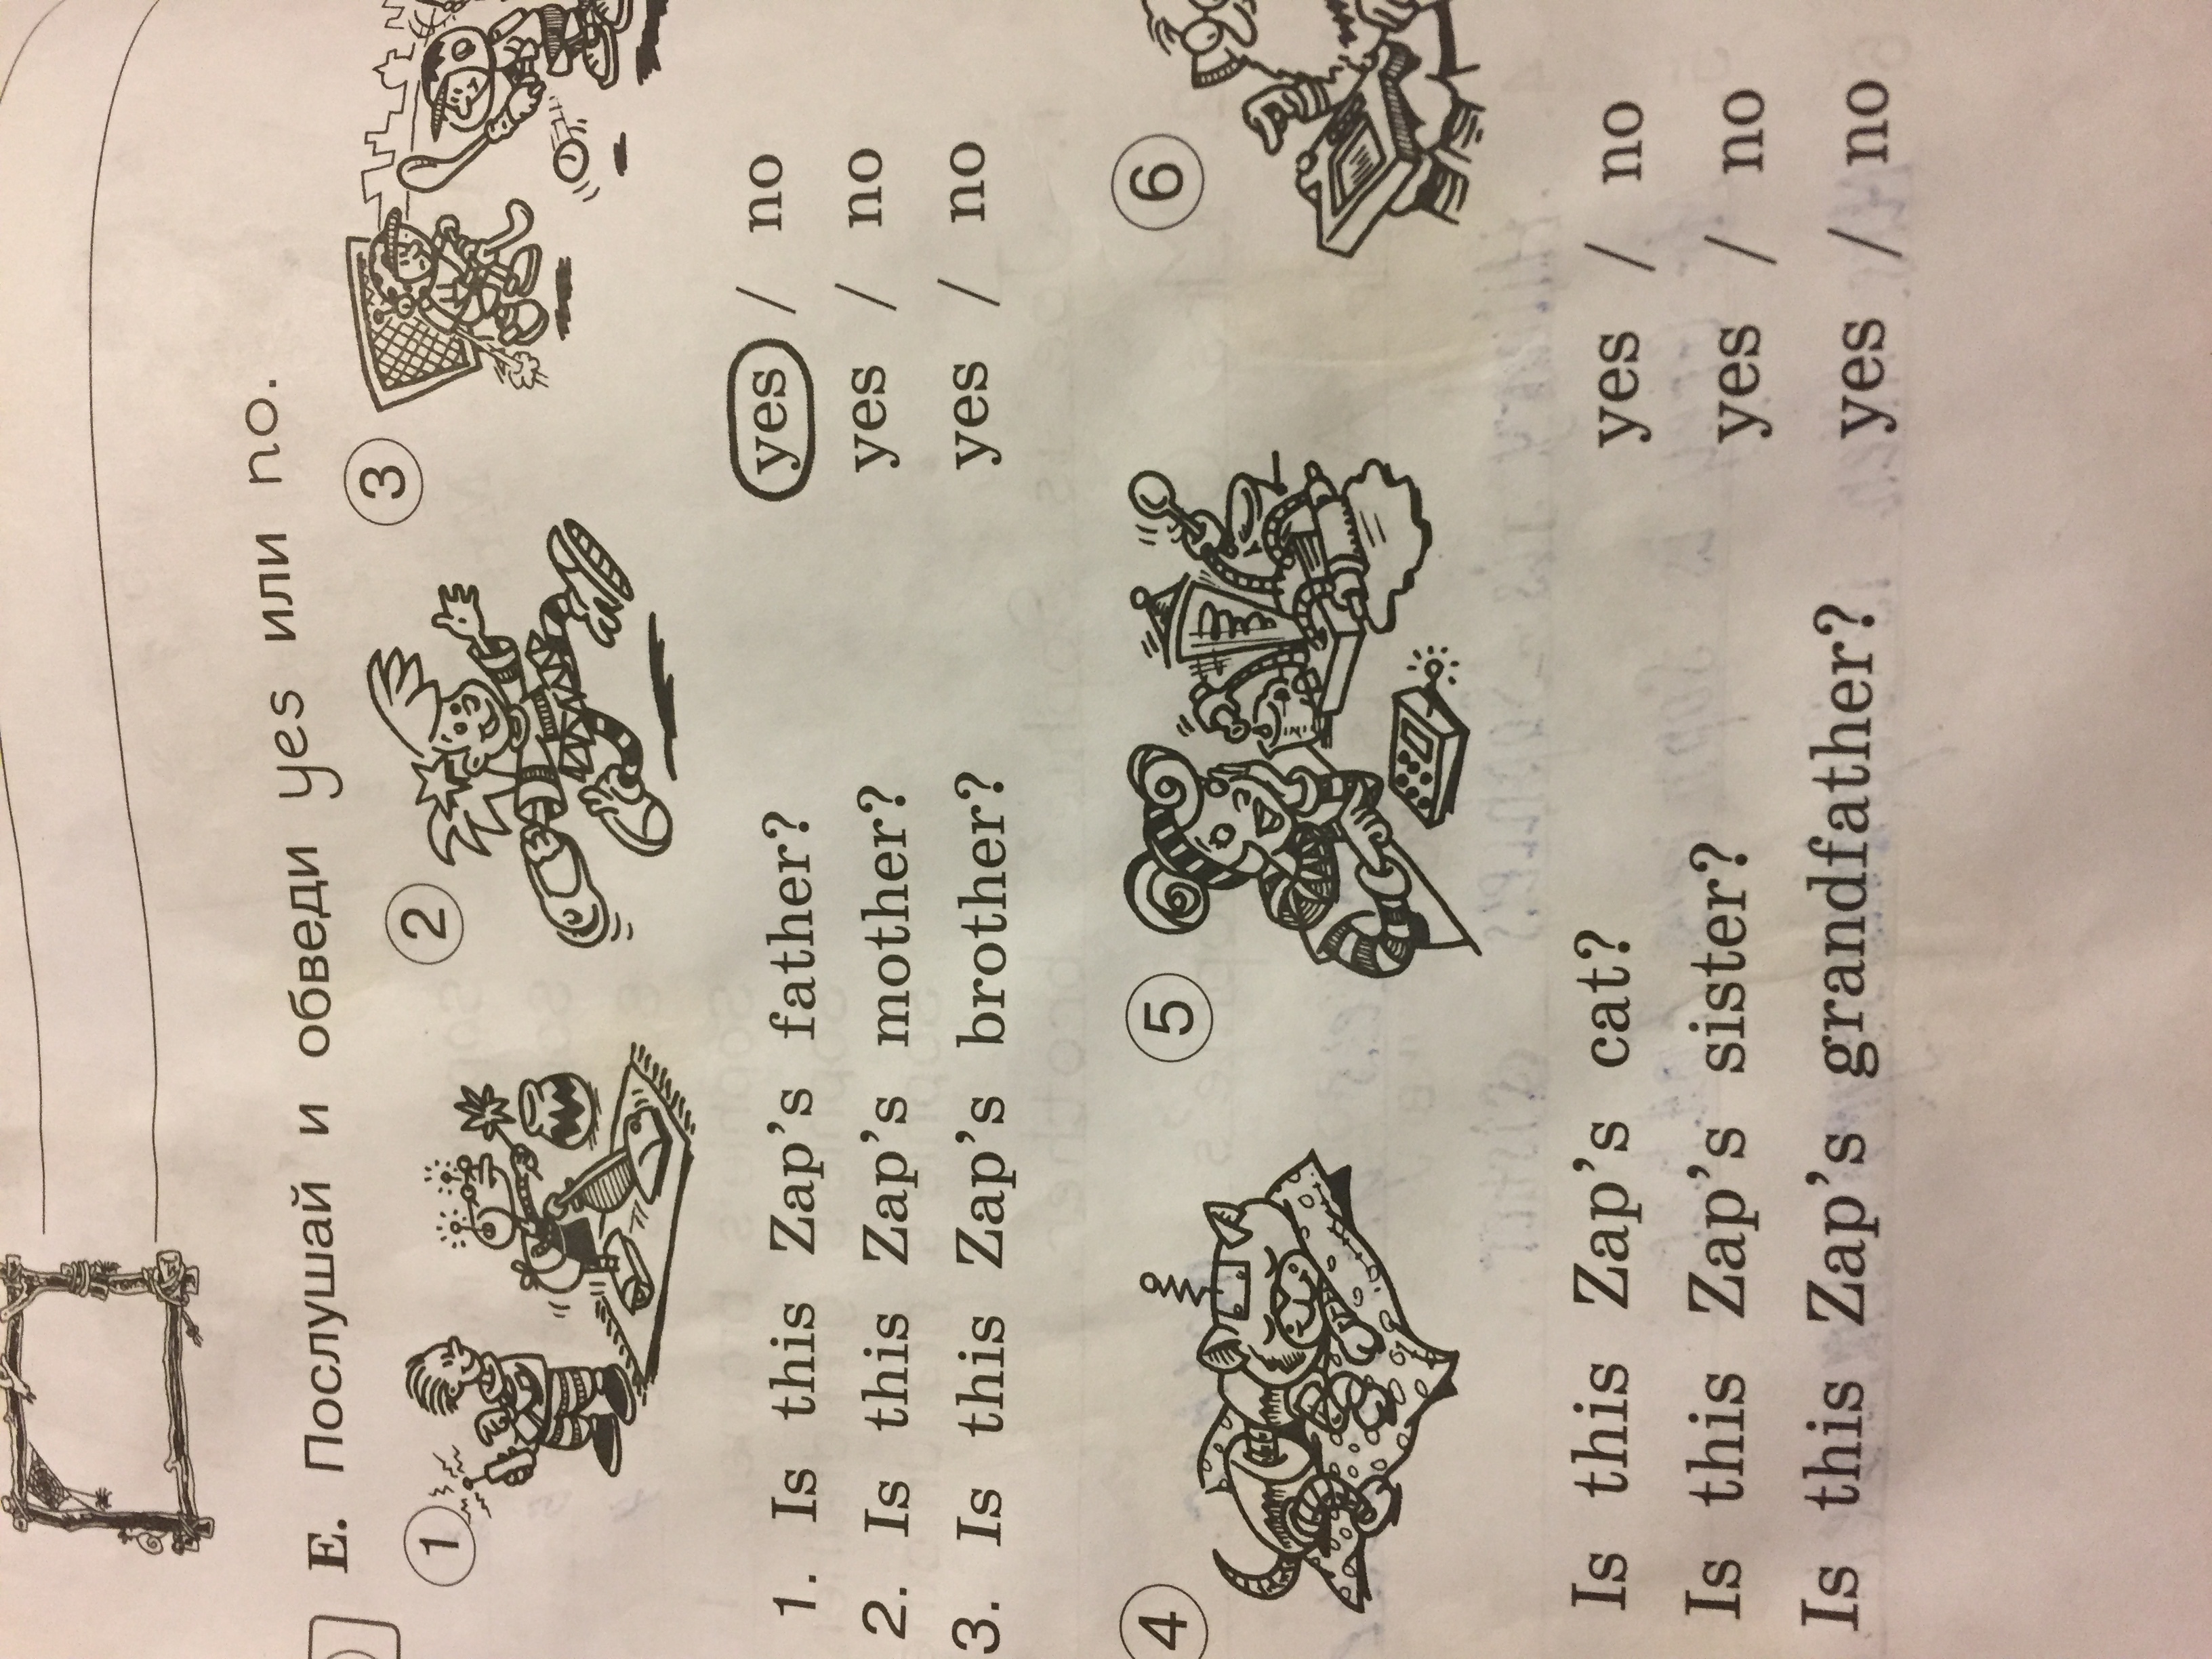 E. Послушай и обведи yes или no.
1 2 3
1. Is this Zap's father? yes / no
2. Is this Zap's mother? yes / no
3. Is this Zap's brother? yes / no
4 5 6
Is this Zap's cat? yes / no
Is this Zap's sister? yes / no
Is this Zap's grandfather? yes / no